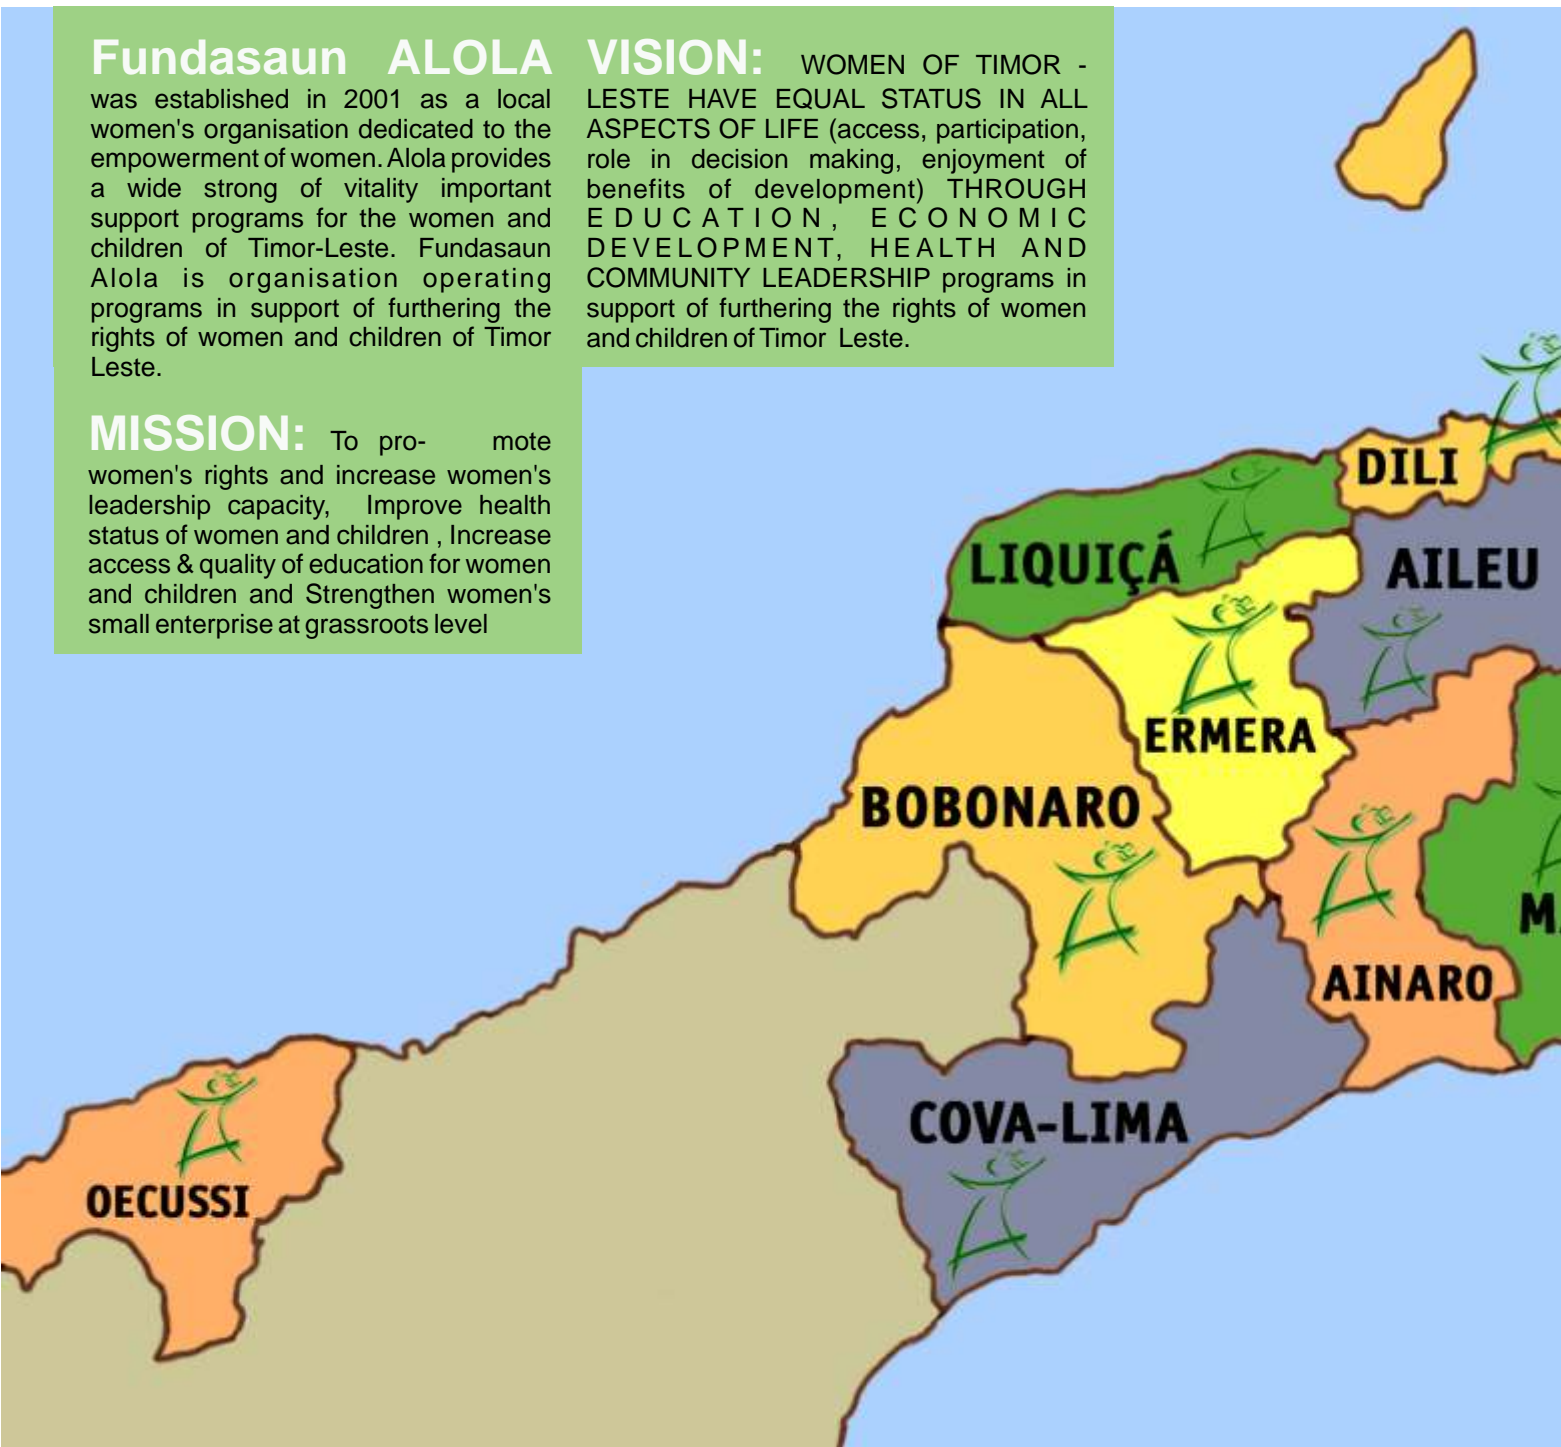 Fundasaun ALOLA
was established in 2001 as a local
women's organisation dedicated to the
empowerment of women. Alola provides
a wide strong of vitality important
support programs for the women and
children of Timor-Leste. Fundasaun
Alola is organisation operating
programs in support of furthering the
rights of women and children of Timor
Leste.
MISSION: To pro- mote
women's rights and increase women's
leadership capacity, Improve health
status of women and children , Increase
access & quality of education for women
and children and Strengthen women's
small enterprise at grassroots level
VISION: WOMEN OF TIMOR -
LESTE HAVE EQUAL STATUS IN ALL
ASPECTS OF LIFE (access, participation,
role in decision making, enjoyment of
benefits of development) THROUGH
EDUCATION, ECONOMIC
DEVELOPMENT, HEALTH AND
COMMUNITY LEADERSHIP programs in
support of furthering the rights of women
and children of Timor Leste.
DILI
LIQUIÇÁ
AILEU
ERMERA
BOBONARO
AINARO
COVA-LIMA
OECUSSI